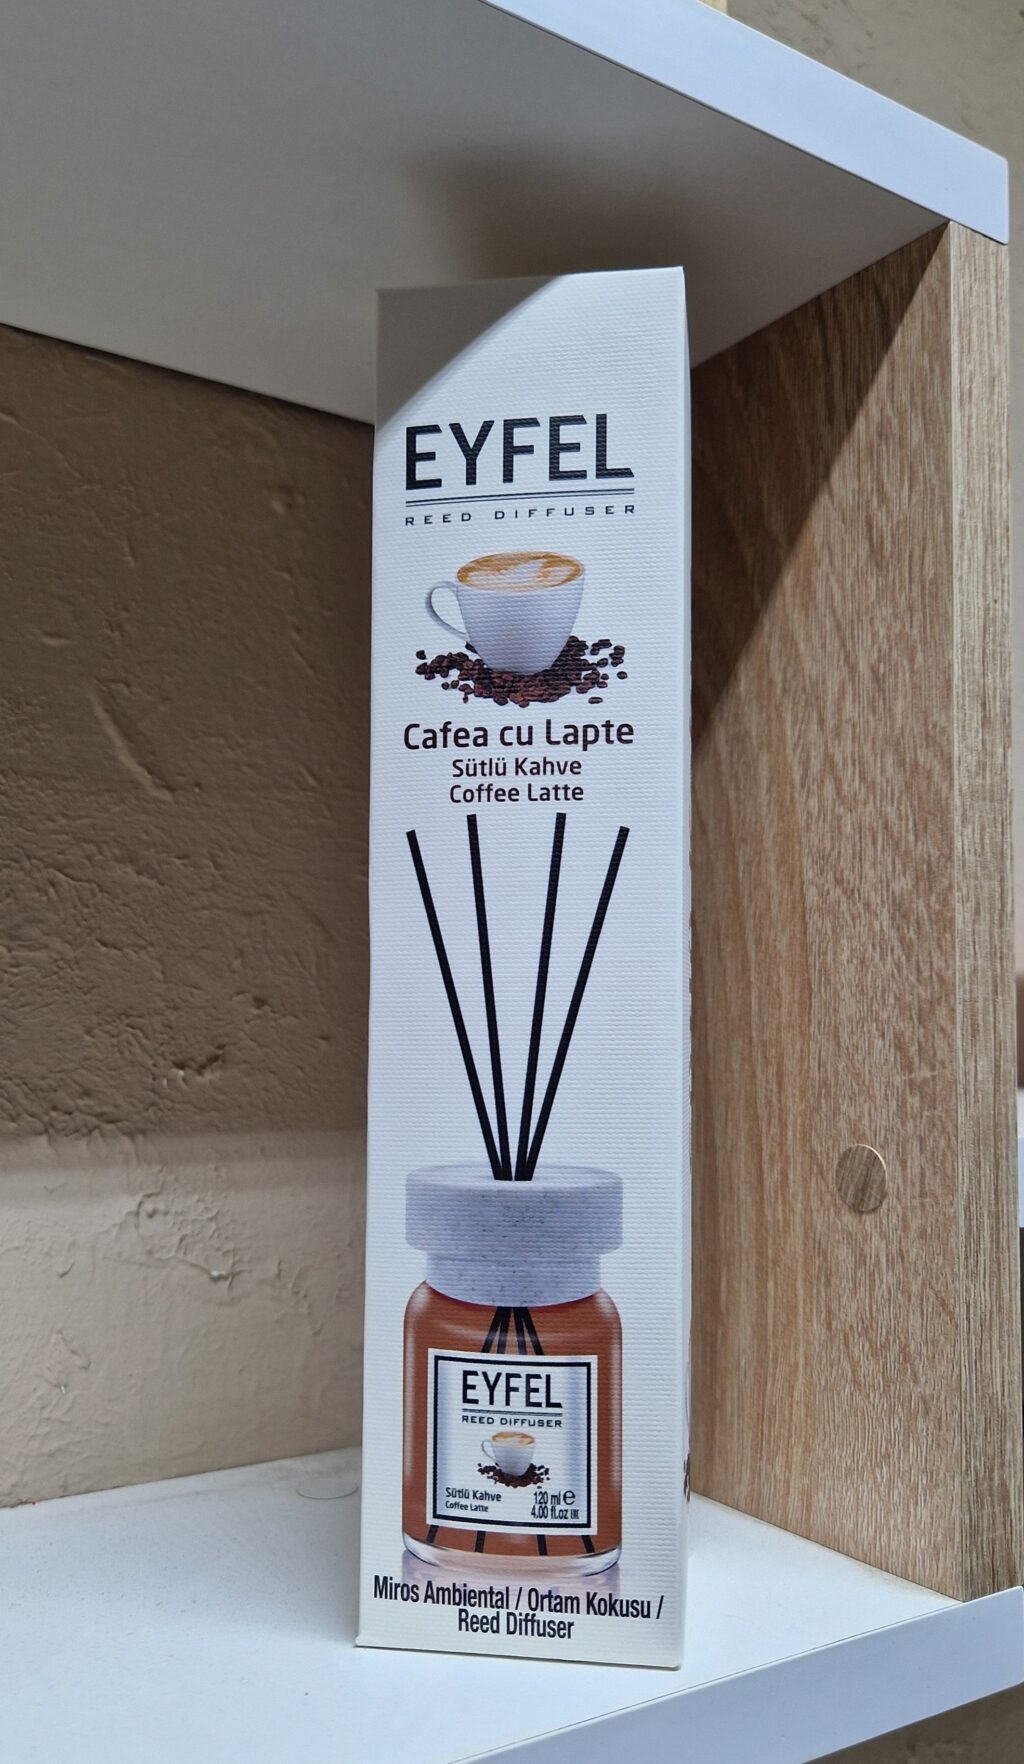 EYFEL
REED DIFFUSER
Cafea cu Lapte
Sütlü Kahve
Coffee Latte
EYFEL
REED DIFFUSER
Sütlü Kahve
Coffee Latte
120 ml ℮
4.00 fl.oz EAC
Miros Ambiental / Ortam Kokusu /
Reed Diffuser